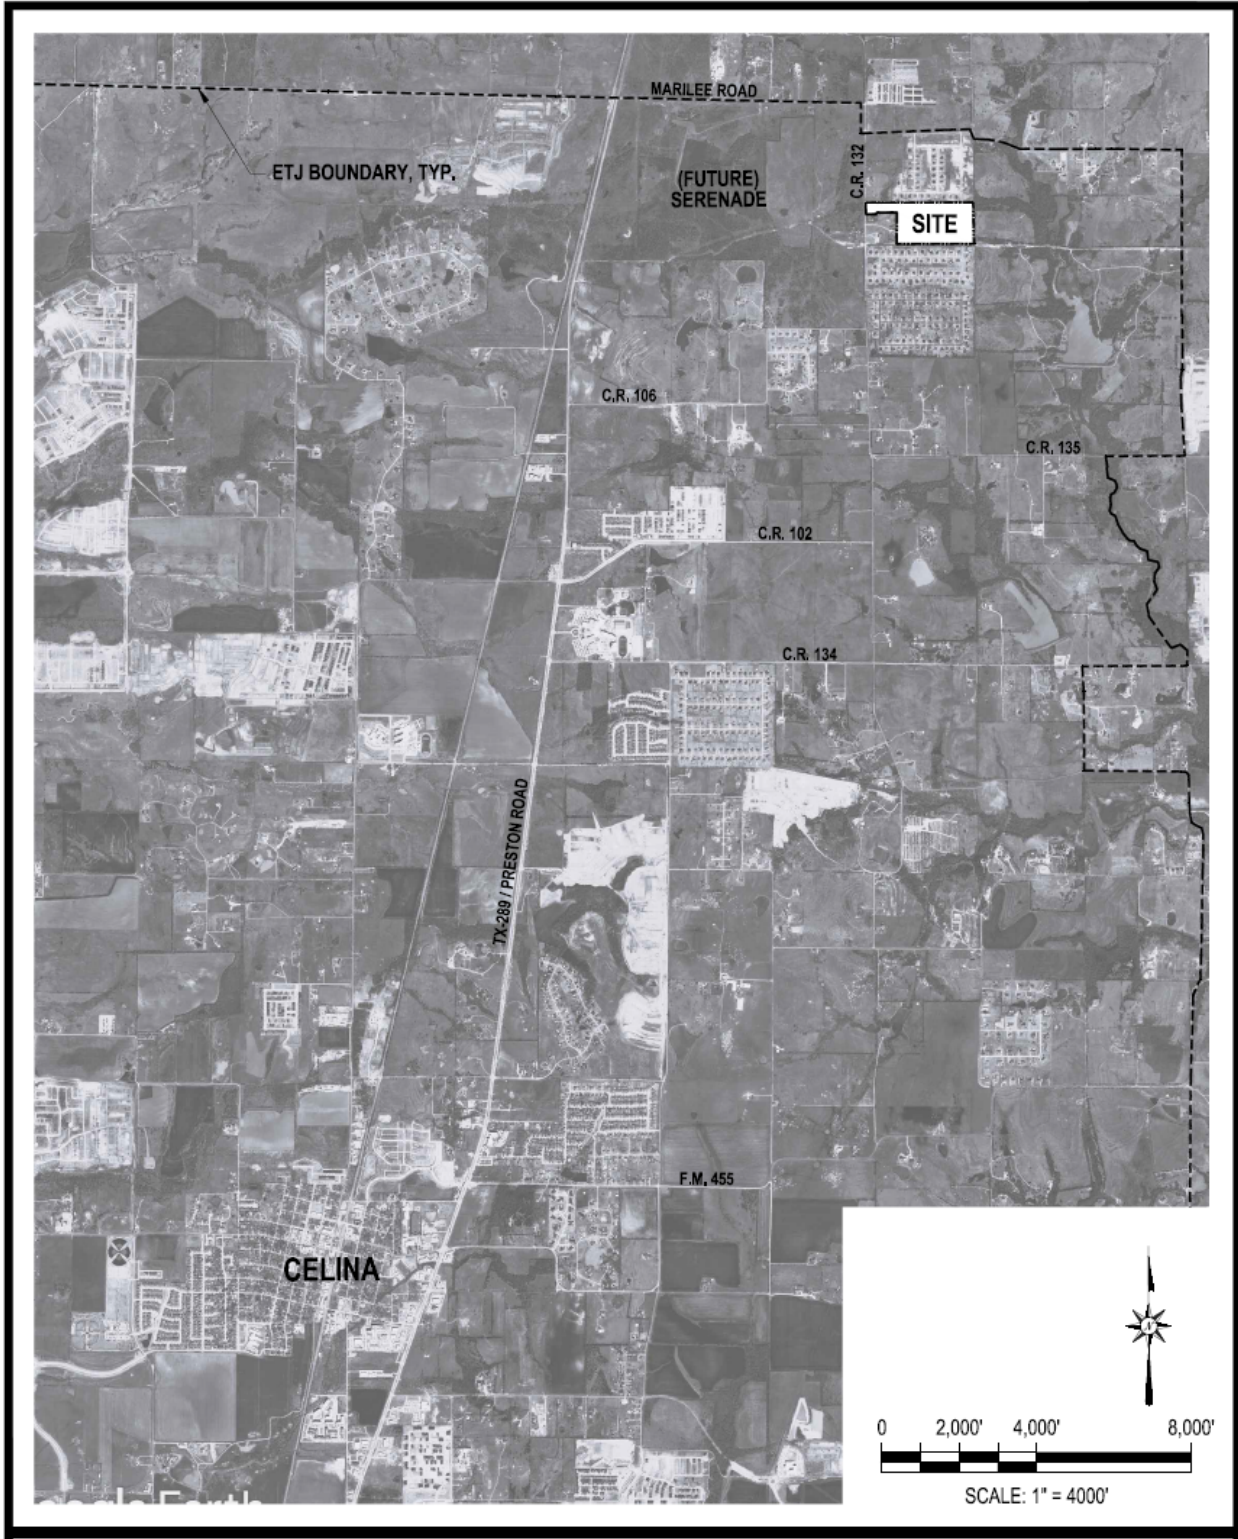 MARILEE ROAD
ETJ BOUNDARY, TYP.
C.R. 132
(FUTURE)
SERENADE
SITE
C.R. 106
C.R. 135
C.R. 102
C.R. 134
TX-289 / PRESTON ROAD
F.M. 455
CELINA
N
0 2,000' 4,000' 8,000'
SCALE: 1" = 4000'